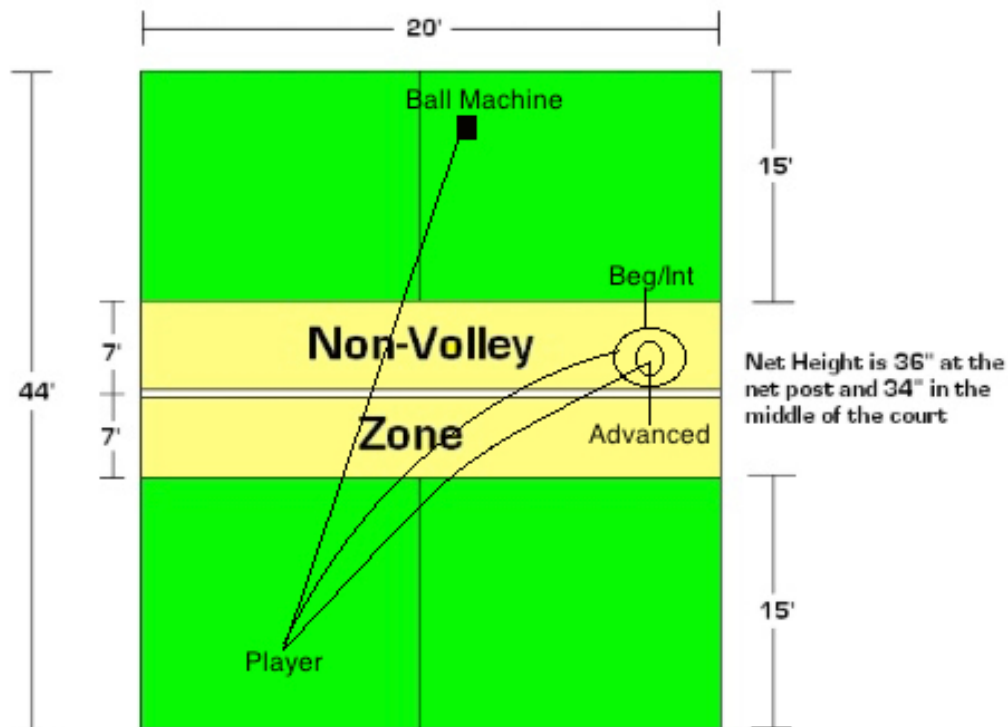 20'
Ball Machine
15'
Beg/Int
Non-Volley
7'
44'
Net Height is 36" at the
net post and 34" in the
middle of the court
7'
Zone
Advanced
15'
Player